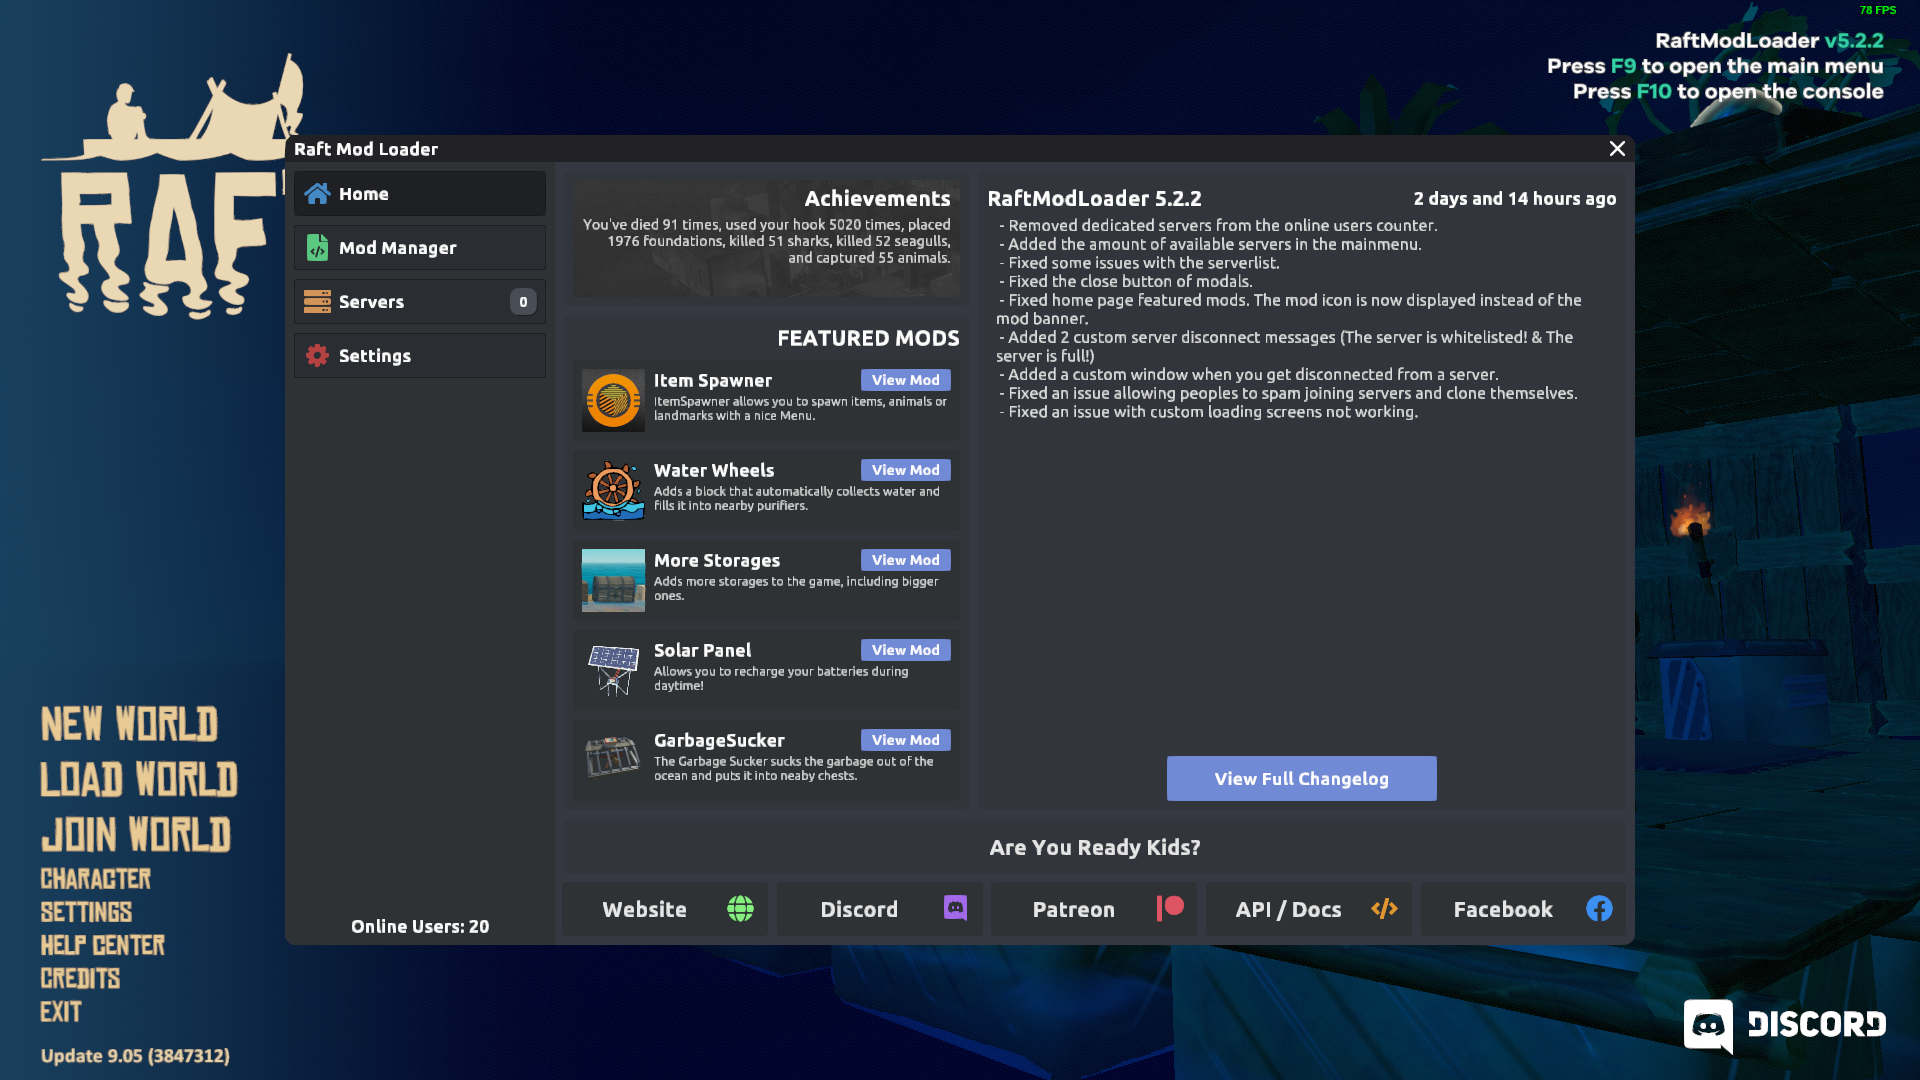 78 FPS
RaftModLoader v5.2.2
Press F9 to open the main menu
Press F10 to open the console
RAF
Raft Mod Loader
Home
Mod Manager
Servers
0
Settings
Online Users: 20
Achievements
You've died 91 times, used your hook 5020 times, placed
1976 foundations, killed 51 sharks, killed 52 seagulls,
and captured 55 animals.
FEATURED MODS
Item Spawner
View Mod
ItemSpawner allows you to spawn items, animals or
landmarks with a nice Menu.
Water Wheels
View Mod
Adds a block that automatically collects water and
fills it into nearby purifiers.
More Storages
View Mod
Adds more storages to the game, including bigger
ones.
Solar Panel
View Mod
Allows you to recharge your batteries during
daytime!
GarbageSucker
View Mod
The Garbage Sucker sucks the garbage out of the
ocean and puts it into neaby chests.
RaftModLoader 5.2.2
2 days and 14 hours ago
- Removed dedicated servers from the online users counter.
- Added the amount of available servers in the mainmenu.
- Fixed some issues with the serverlist.
- Fixed the close button of modals.
- Fixed home page featured mods. The mod icon is now displayed instead of the
mod banner.
- Added 2 custom server disconnect messages (The server is whitelisted! & The
server is full!)
- Added a custom window when you get disconnected from a server.
- Fixed an issue allowing peoples to spam joining servers and clone themselves.
- Fixed an issue with custom loading screens not working.
View Full Changelog
Are You Ready Kids?
Website
Discord
Patreon
API / Docs
Facebook
NEW WORLD
LOAD WORLD
JOIN WORLD
CHARACTER
SETTINGS
HELP CENTER
CREDITS
EXIT
Update 9.05 (3847312)
DISCORD